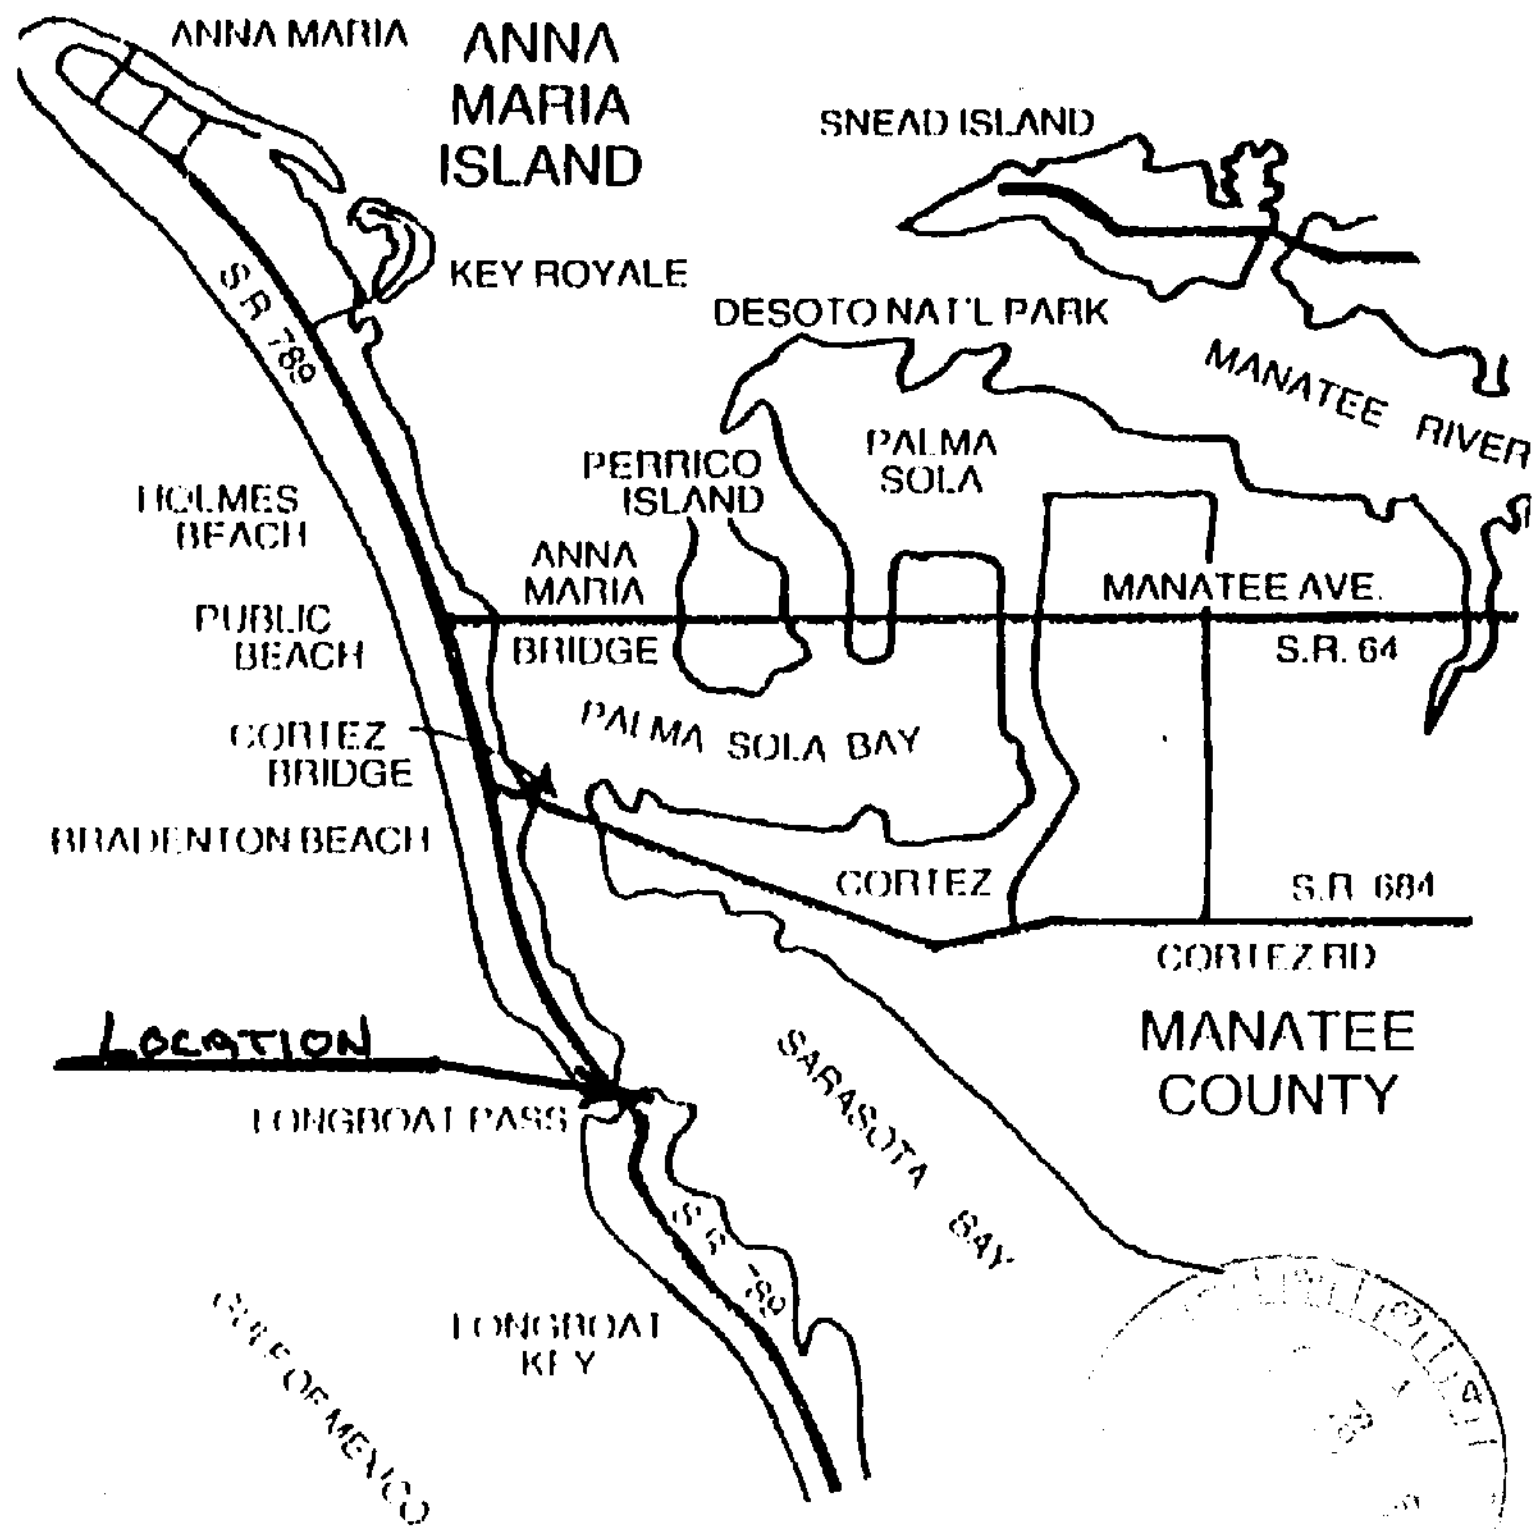 ANNA MARIA
ANNA
MARIA
ISLAND
SNEAD ISLAND
KEY ROYALE
S R 789
DESOTO NAT'L PARK
MANATEE RIVER
PALMA
SOLA
PERRICO
ISLAND
HOLMES
BEACH
ANNA
MARIA
BRIDGE
MANATEE AVE.
S.R. 64
PUBLIC
BEACH
PALMA SOLA BAY
CORTEZ
BRIDGE
BRADENTON BEACH
CORTEZ
S.R 684
CORTEZ RD
LOCATION
MANATEE
COUNTY
LONGBOAT PASS
SARASOTA BAY
S R 789
LONGBOAT
KEY
GULF OF MEXICO